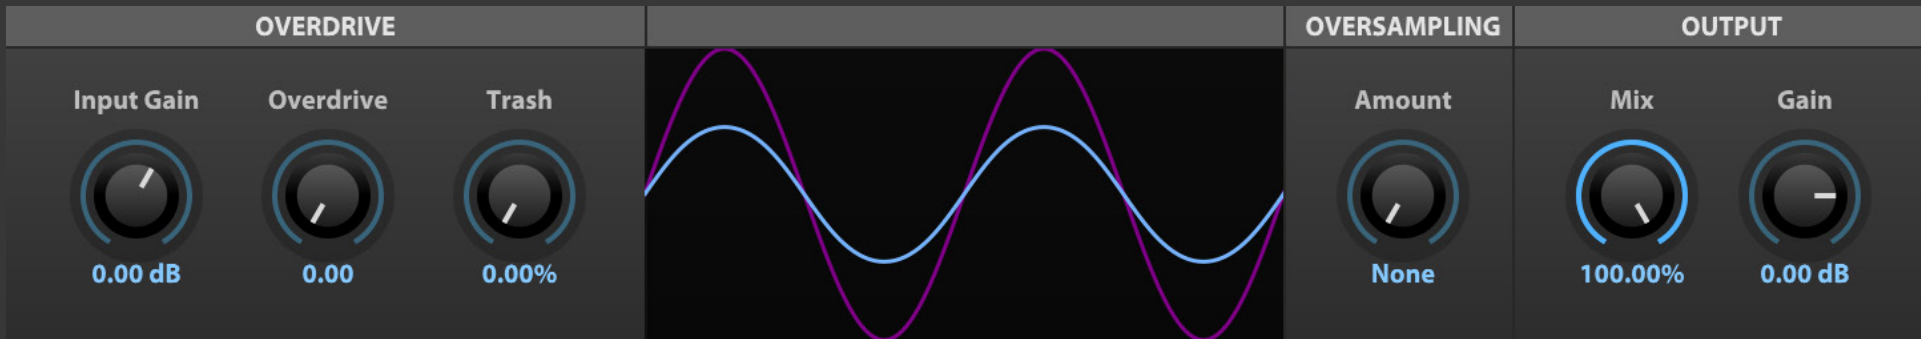 OVERDRIVE
OVERSAMPLING
OUTPUT
Input Gain
Overdrive
Trash
Amount
Mix
Gain
0.00 dB
0.00
0.00%
None
100.00%
0.00 dB